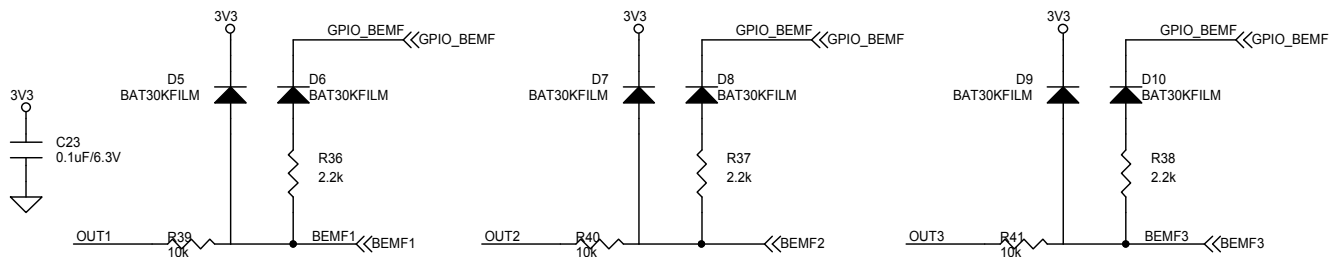 3V3
GPIO_BEMF
GPIO_BEMF
D5
BAT30KFILM
D6
BAT30KFILM
3V3
C23
0.1uF/6.3V
R36
2.2k
OUT1
R39
10k
BEMF1
BEMF1
3V3
GPIO_BEMF
GPIO_BEMF
D7
BAT30KFILM
D8
BAT30KFILM
R37
2.2k
OUT2
R40
10k
BEMF2
3V3
GPIO_BEMF
GPIO_BEMF
D9
BAT30KFILM
D10
BAT30KFILM
R38
2.2k
OUT3
R41
10k
BEMF3
BEMF3